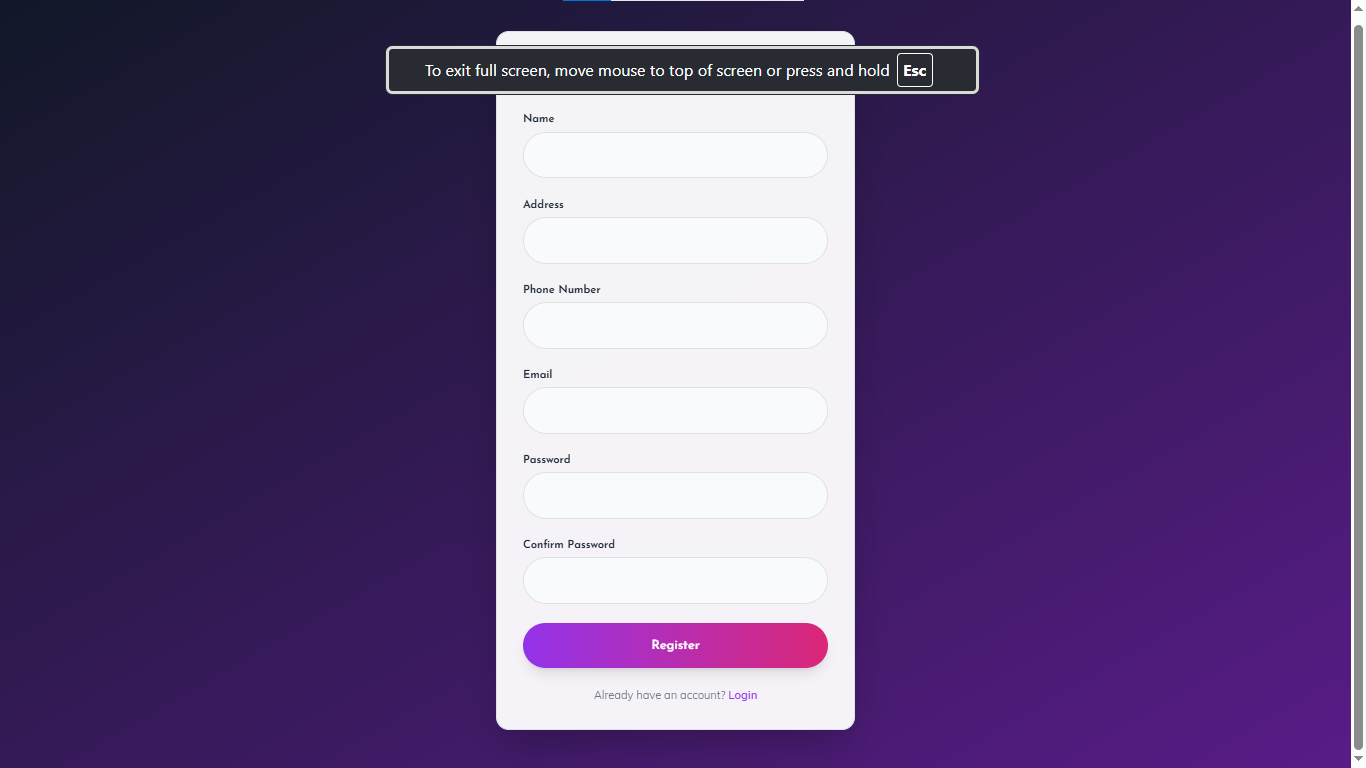 To exit full screen, move mouse to top of screen or press and hold Esc
Name
Address
Phone Number
Email
Password
Confirm Password
Register
Already have an account? Login